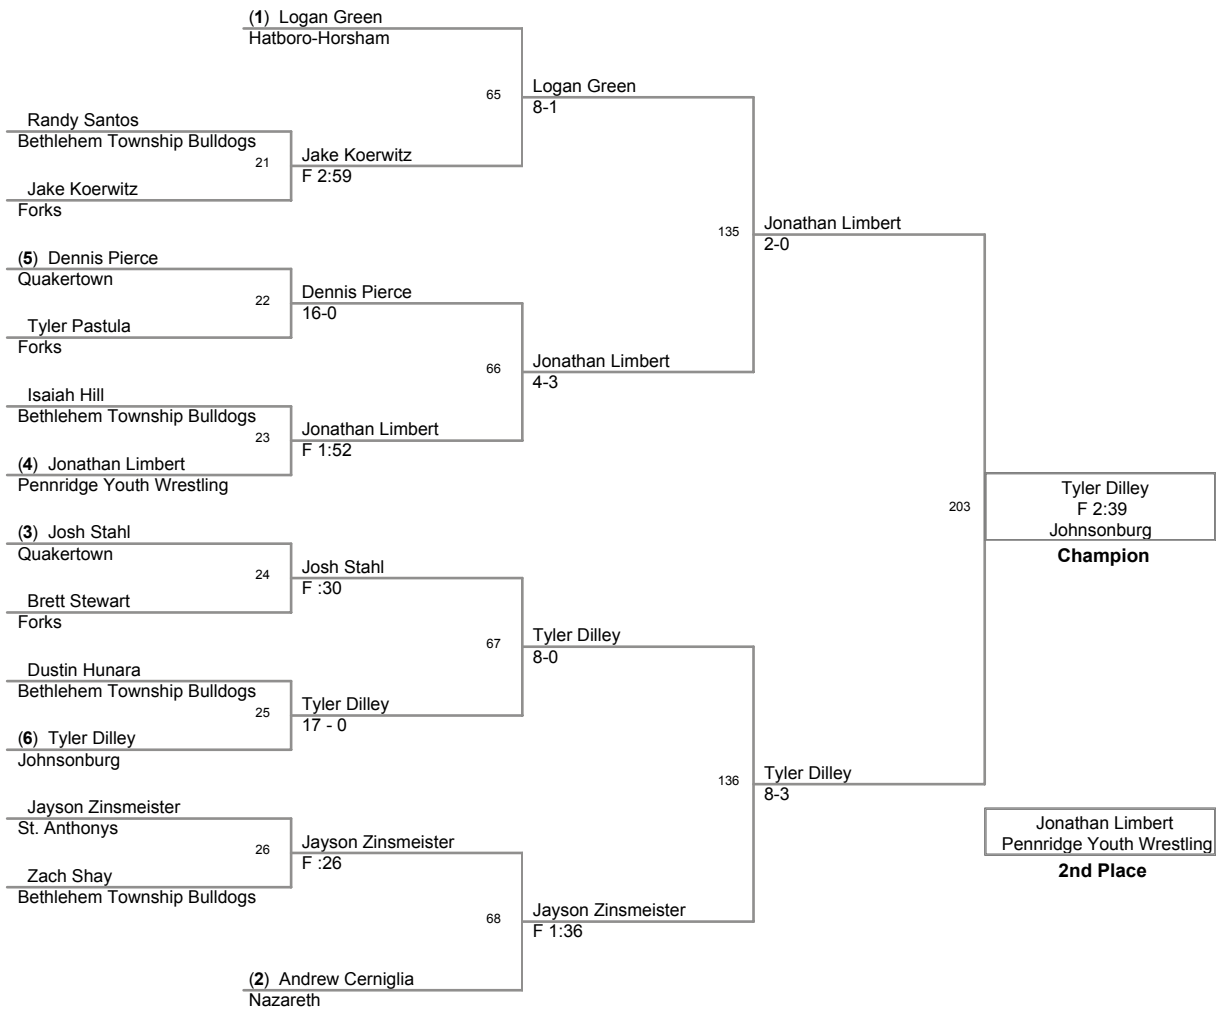 (1) Logan Green
Hatboro-Horsham
65
Logan Green
8-1
Randy Santos
Bethlehem Township Bulldogs
21
Jake Koerwitz
F 2:59
Jake Koerwitz
Forks
135
Jonathan Limbert
2-0
(5) Dennis Pierce
Quakertown
22
Dennis Pierce
16-0
Tyler Pastula
Forks
66
Jonathan Limbert
4-3
Isaiah Hill
Bethlehem Township Bulldogs
23
Jonathan Limbert
F 1:52
(4) Jonathan Limbert
Pennridge Youth Wrestling
203
Tyler Dilley
F 2:39
Johnsonburg
Champion
(3) Josh Stahl
Quakertown
24
Josh Stahl
F :30
Brett Stewart
Forks
67
Tyler Dilley
8-0
Dustin Hunara
Bethlehem Township Bulldogs
25
Tyler Dilley
17 - 0
(6) Tyler Dilley
Johnsonburg
136
Tyler Dilley
8-3
Jayson Zinsmeister
St. Anthonys
26
Jayson Zinsmeister
F :26
Zach Shay
Bethlehem Township Bulldogs
Jonathan Limbert
Pennridge Youth Wrestling
2nd Place
68
Jayson Zinsmeister
F 1:36
(2) Andrew Cerniglia
Nazareth